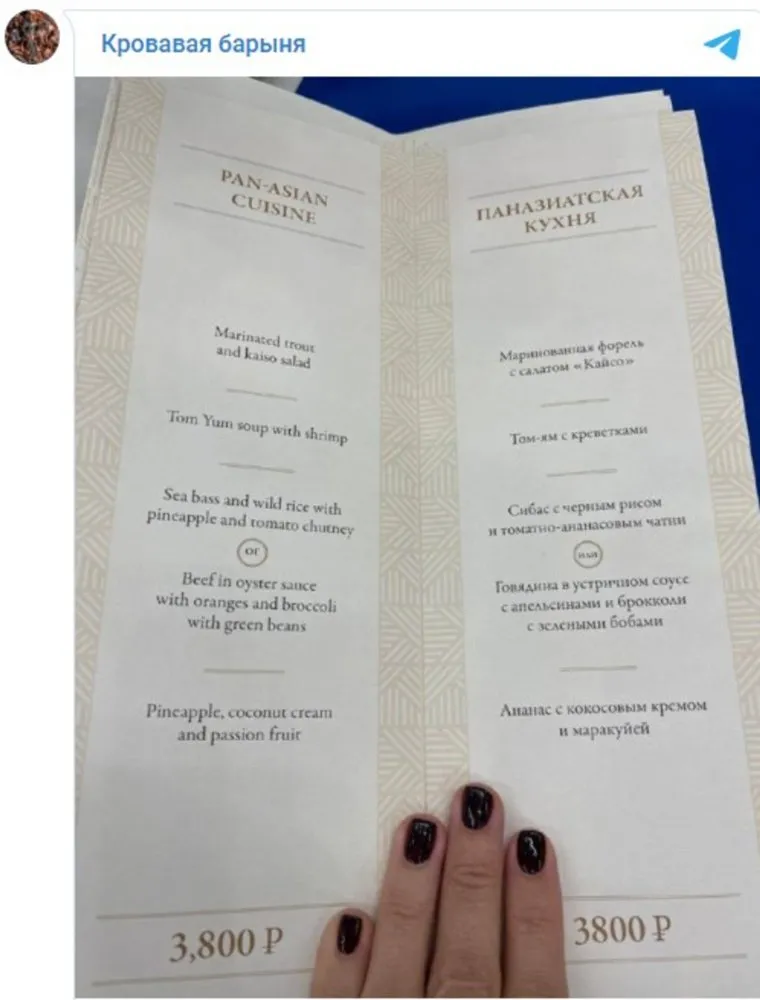 Кровавая барыня
PAN-ASIAN
CUISINE
Marinated trout
and kaiso salad
Tom Yum soup with shrimp
Sea bass and wild rice with
pineapple and tomato chutney
or
Beef in oyster sauce
with oranges and broccoli
with green beans
Pineapple, coconut cream
and passion fruit
3,800 ₽
ПАНАЗИАТСКАЯ
КУХНЯ
Маринованная форель
с салатом «Кайсо»
Том-ям с креветками
Сибас с черным рисом
и томатно-ананасовым чатни
или
Говядина в устричном соусе
с апельсинами и брокколи
с зелеными бобами
Ананас с кокосовым кремом
и маракуйей
3800 ₽